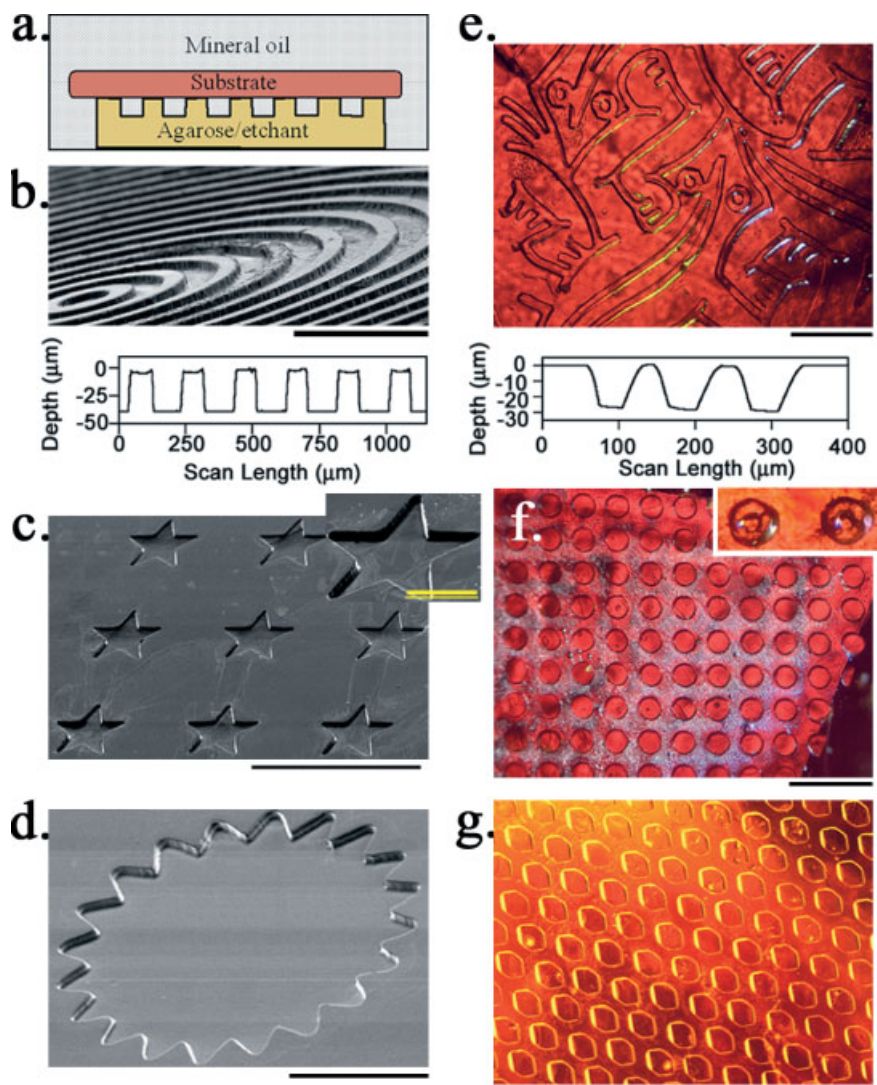 a.
Mineral oil
Substrate
Agarose/etchant
b.
Depth (μm)
0
-25
-50
0 250 500 750 1000
Scan Length (μm)
c.
d.
e.
Depth (μm)
0
-10
-20
-30
0 100 200 300 400
Scan Length (μm)
f.
g.